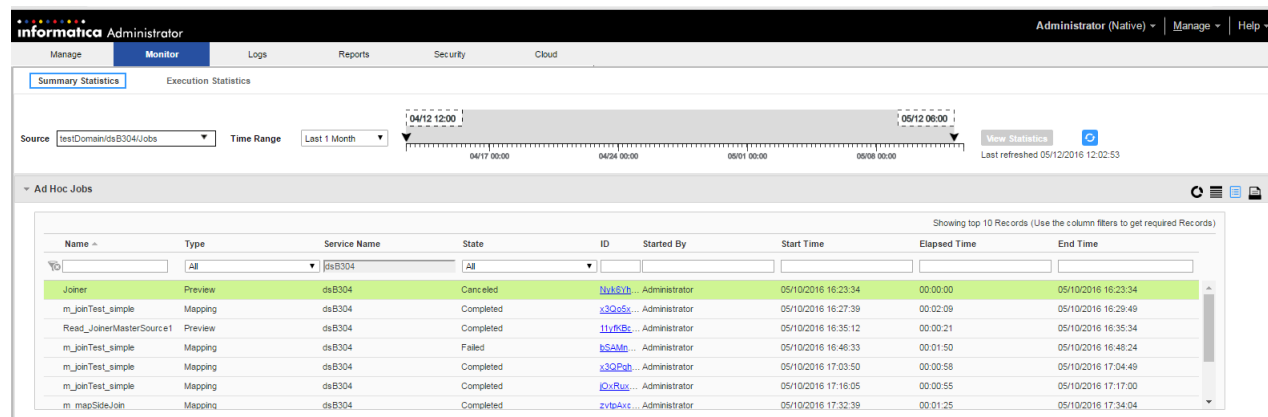 informatica Administrator
Administrator (Native) Manage Help
Manage Monitor Logs Reports Security Cloud
Summary Statistics Execution Statistics
04/12 12:00 05/12 06:00
Source testDomain/dsB304/Jobs Time Range Last 1 Month View Statistics
04/17 00:00 04/24 00:00 05/01 00:00 05/08 00:00 Last refreshed 05/12/2016 12:02:53
Ad Hoc Jobs
Showing top 10 Records (Use the column filters to get required Records)
Name Type Service Name State ID Started By Start Time Elapsed Time End Time
All dsB304 All
Joiner Preview dsB304 Canceled Nyk6Yh... Administrator 05/10/2016 16:23:34 00:00:00 05/10/2016 16:23:34
m_joinTest_simple Mapping dsB304 Completed x3Qo5x... Administrator 05/10/2016 16:27:39 00:02:09 05/10/2016 16:29:49
Read_JoinerMasterSource1 Preview dsB304 Completed 11yfKBc... Administrator 05/10/2016 16:35:12 00:00:21 05/10/2016 16:35:34
m_joinTest_simple Mapping dsB304 Failed bSAMn... Administrator 05/10/2016 16:46:33 00:01:50 05/10/2016 16:48:24
m_joinTest_simple Mapping dsB304 Completed x3QPqh... Administrator 05/10/2016 17:03:50 00:00:58 05/10/2016 17:04:49
m_joinTest_simple Mapping dsB304 Completed jOxRux... Administrator 05/10/2016 17:16:05 00:00:55 05/10/2016 17:17:00
m_mapSideJoin Mapping dsB304 Completed zvtpAxc... Administrator 05/10/2016 17:32:39 00:01:25 05/10/2016 17:34:04